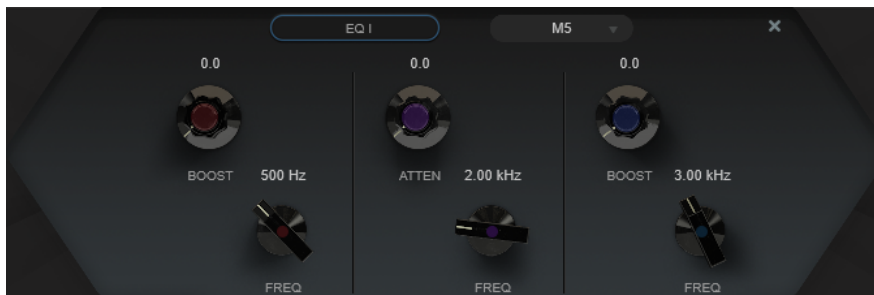 EQ I M5 ×
0.0 0.0 0.0
BOOST 500 Hz ATTEN 2.00 kHz BOOST 3.00 kHz
FREQ FREQ FREQ